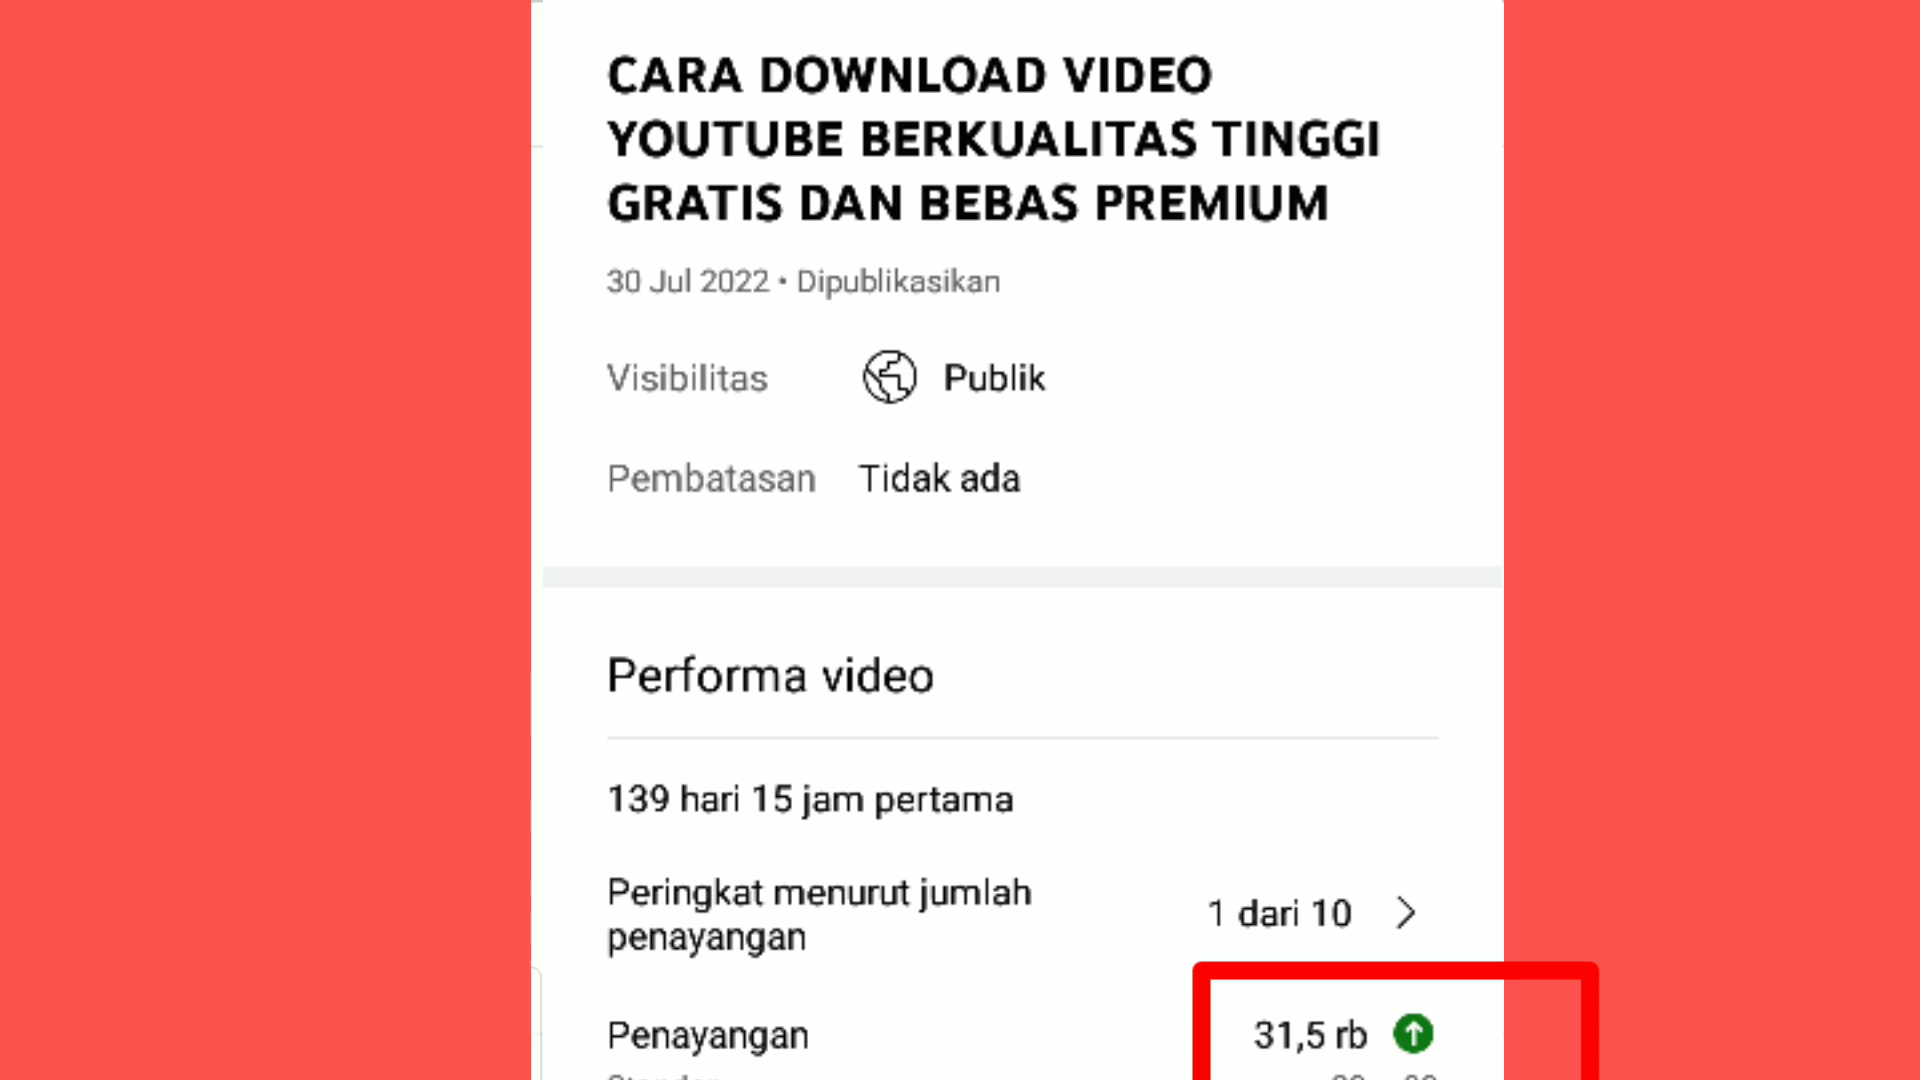 CARA DOWNLOAD VIDEO
YOUTUBE BERKUALITAS TINGGI
GRATIS DAN BEBAS PREMIUM
30 Jul 2022 • Dipublikasikan
Visibilitas Publik
Pembatasan Tidak ada
Performa video
139 hari 15 jam pertama
Peringkat menurut jumlah
penayangan
1 dari 10
Penayangan 31,5 rb